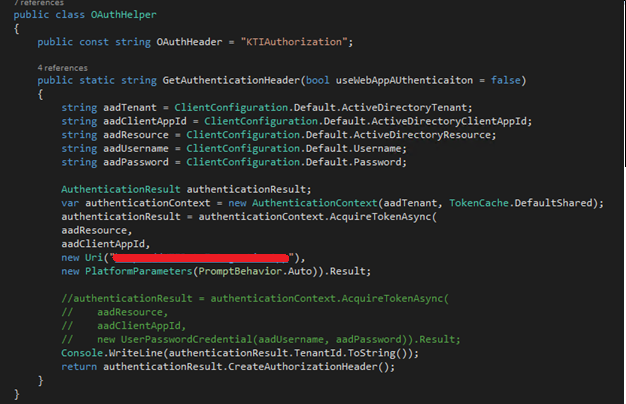 7 references
public class OAuthHelper
{
public const string OAuthHeader = "KTIAuthorization";
4 references
public static string GetAuthenticationHeader(bool useWebAppAUthenticaiton = false)
{
string aadTenant = ClientConfiguration.Default.ActiveDirectoryTenant;
string aadClientAppId = ClientConfiguration.Default.ActiveDirectoryClientAppId;
string aadResource = ClientConfiguration.Default.ActiveDirectoryResource;
string aadUsername = ClientConfiguration.Default.Username;
string aadPassword = ClientConfiguration.Default.Password;
AuthenticationResult authenticationResult;
var authenticationContext = new AuthenticationContext(aadTenant, TokenCache.DefaultShared);
authenticationResult = authenticationContext.AcquireTokenAsync(
aadResource,
aadClientAppId,
new Uri(""),
new PlatformParameters(PromptBehavior.Auto)).Result;
//authenticationResult = authenticationContext.AcquireTokenAsync(
// aadResource,
// aadClientAppId,
// new UserPasswordCredential(aadUsername, aadPassword)).Result;
Console.WriteLine(authenticationResult.TenantId.ToString());
return authenticationResult.CreateAuthorizationHeader();
}
}